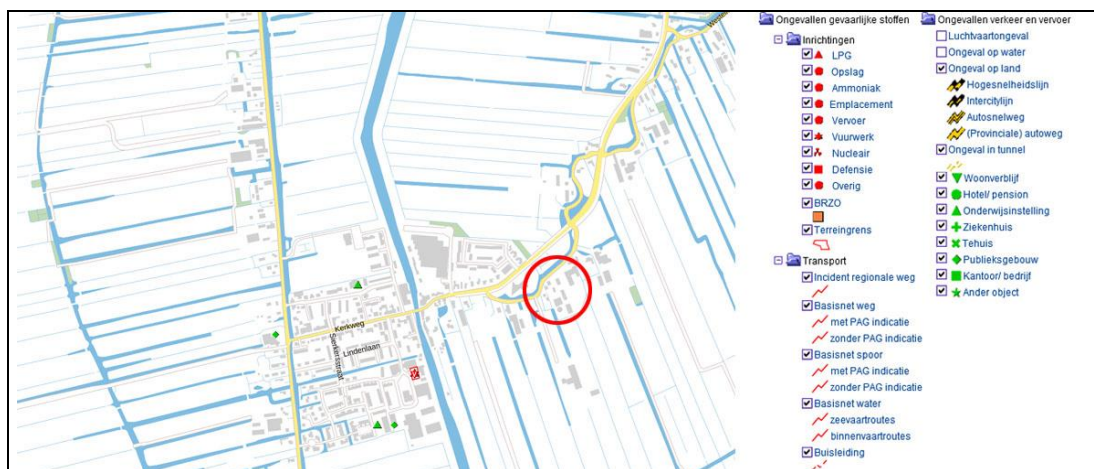 Kerkweg
Sierkersstraat
Lindenlaan
Ongevallen gevaarlijke stoffen
Inrichtingen
LPG
Opslag
Ammoniak
Emplacement
Vervoer
Vuurwerk
Nucleair
Defensie
Overig
BRZO
Terreingrens
Transport
Incident regionale weg
Basisnet weg
met PAG indicatie
zonder PAG indicatie
Basisnet spoor
met PAG indicatie
zonder PAG indicatie
Basisnet water
zeevaartroutes
binnenvaartroutes
Buisleiding
Ongevallen verkeer en vervoer
Luchtvaartongeval
Ongeval op water
Ongeval op land
Hogesnelheidslijn
Intercitylijn
Autosnelweg
(Provinciale) autoweg
Ongeval in tunnel
Woonverblijf
Hotel/ pension
Onderwijsinstelling
Ziekenhuis
Tehuis
Publieksgebouw
Kantoor/ bedrijf
Ander object